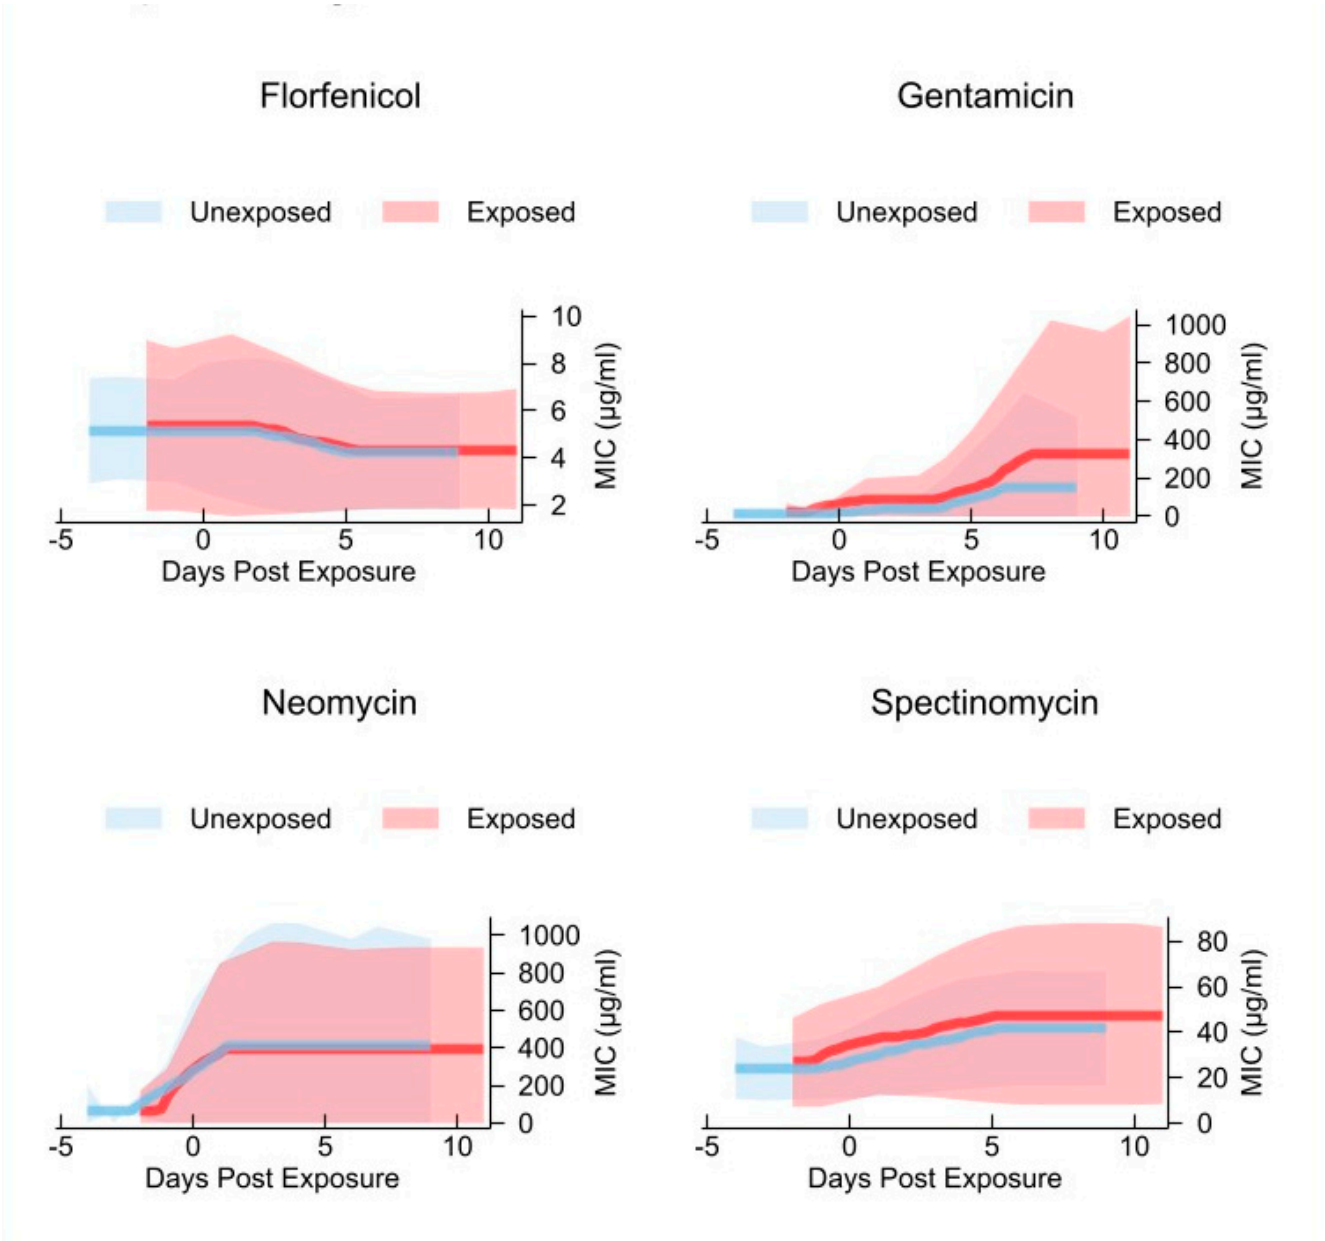 Florfenicol
Unexposed Exposed
10
8
6
4
2
MIC (µg/ml)
-5 0 5 10
Days Post Exposure
Gentamicin
Unexposed Exposed
1000
800
600
400
200
0
MIC (µg/ml)
-5 0 5 10
Days Post Exposure
Neomycin
Unexposed Exposed
1000
800
600
400
200
0
MIC (µg/ml)
-5 0 5 10
Days Post Exposure
Spectinomycin
Unexposed Exposed
80
60
40
20
0
MIC (µg/ml)
-5 0 5 10
Days Post Exposure